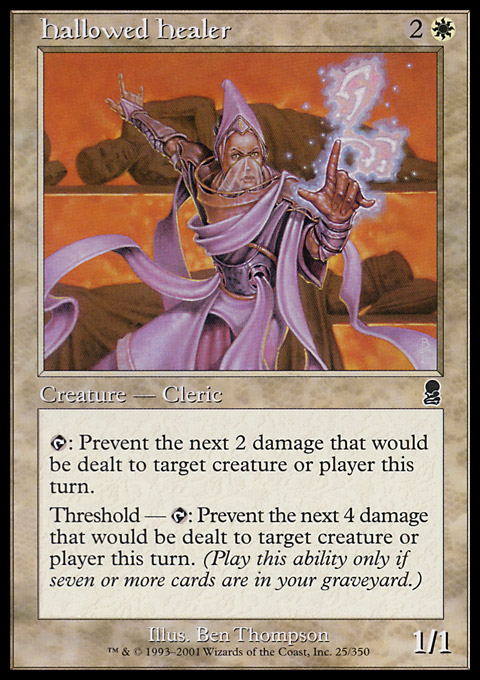 Hallowed Healer 2
Creature — Cleric
: Prevent the next 2 damage that would
be dealt to target creature or player this
turn.
Threshold — : Prevent the next 4 damage
that would be dealt to target creature or
player this turn. (Play this ability only if
seven or more cards are in your graveyard.)
Illus. Ben Thompson
1/1
™ & © 1993–2001 Wizards of the Coast, Inc. 25/350